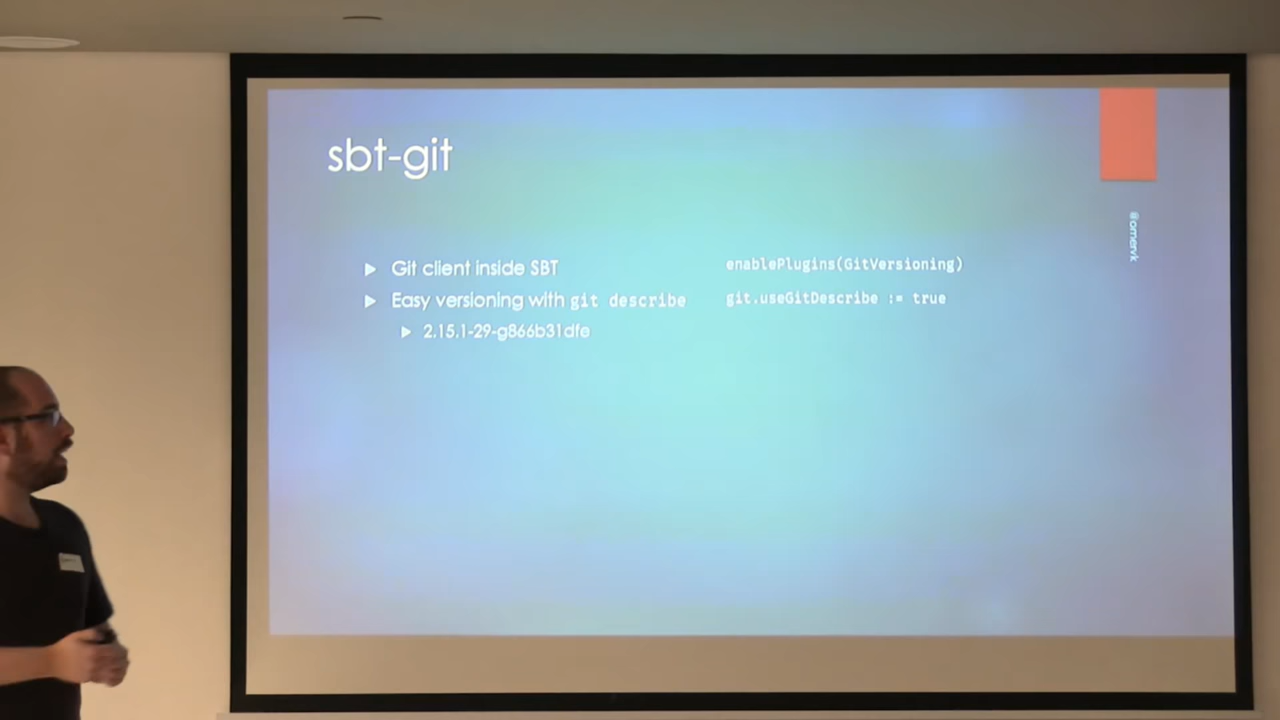 sbt-git
Git client inside SBT
Easy versioning with git describe
2.15.1-29-g866b31dfe
enablePlugins(GitVersioning)
git.useGitDescribe := true
@omervk